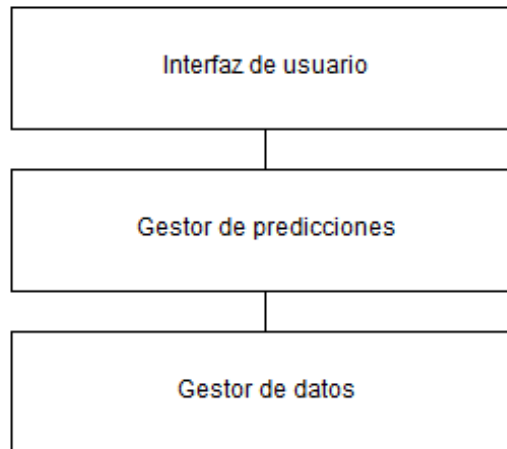 Interfaz de usuario
Gestor de predicciones
Gestor de datos